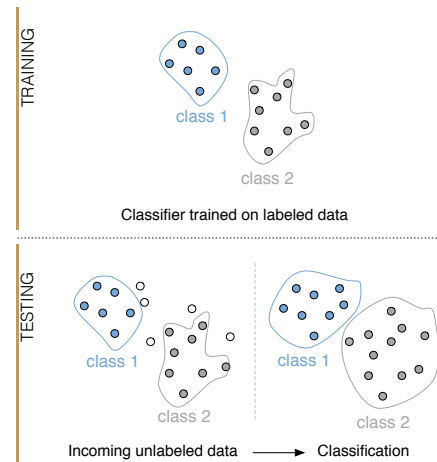 TRAINING
class 1
class 2
Classifier trained on labeled data
TESTING
class 1
class 2
class 1
class 2
Incoming unlabeled data
Classification